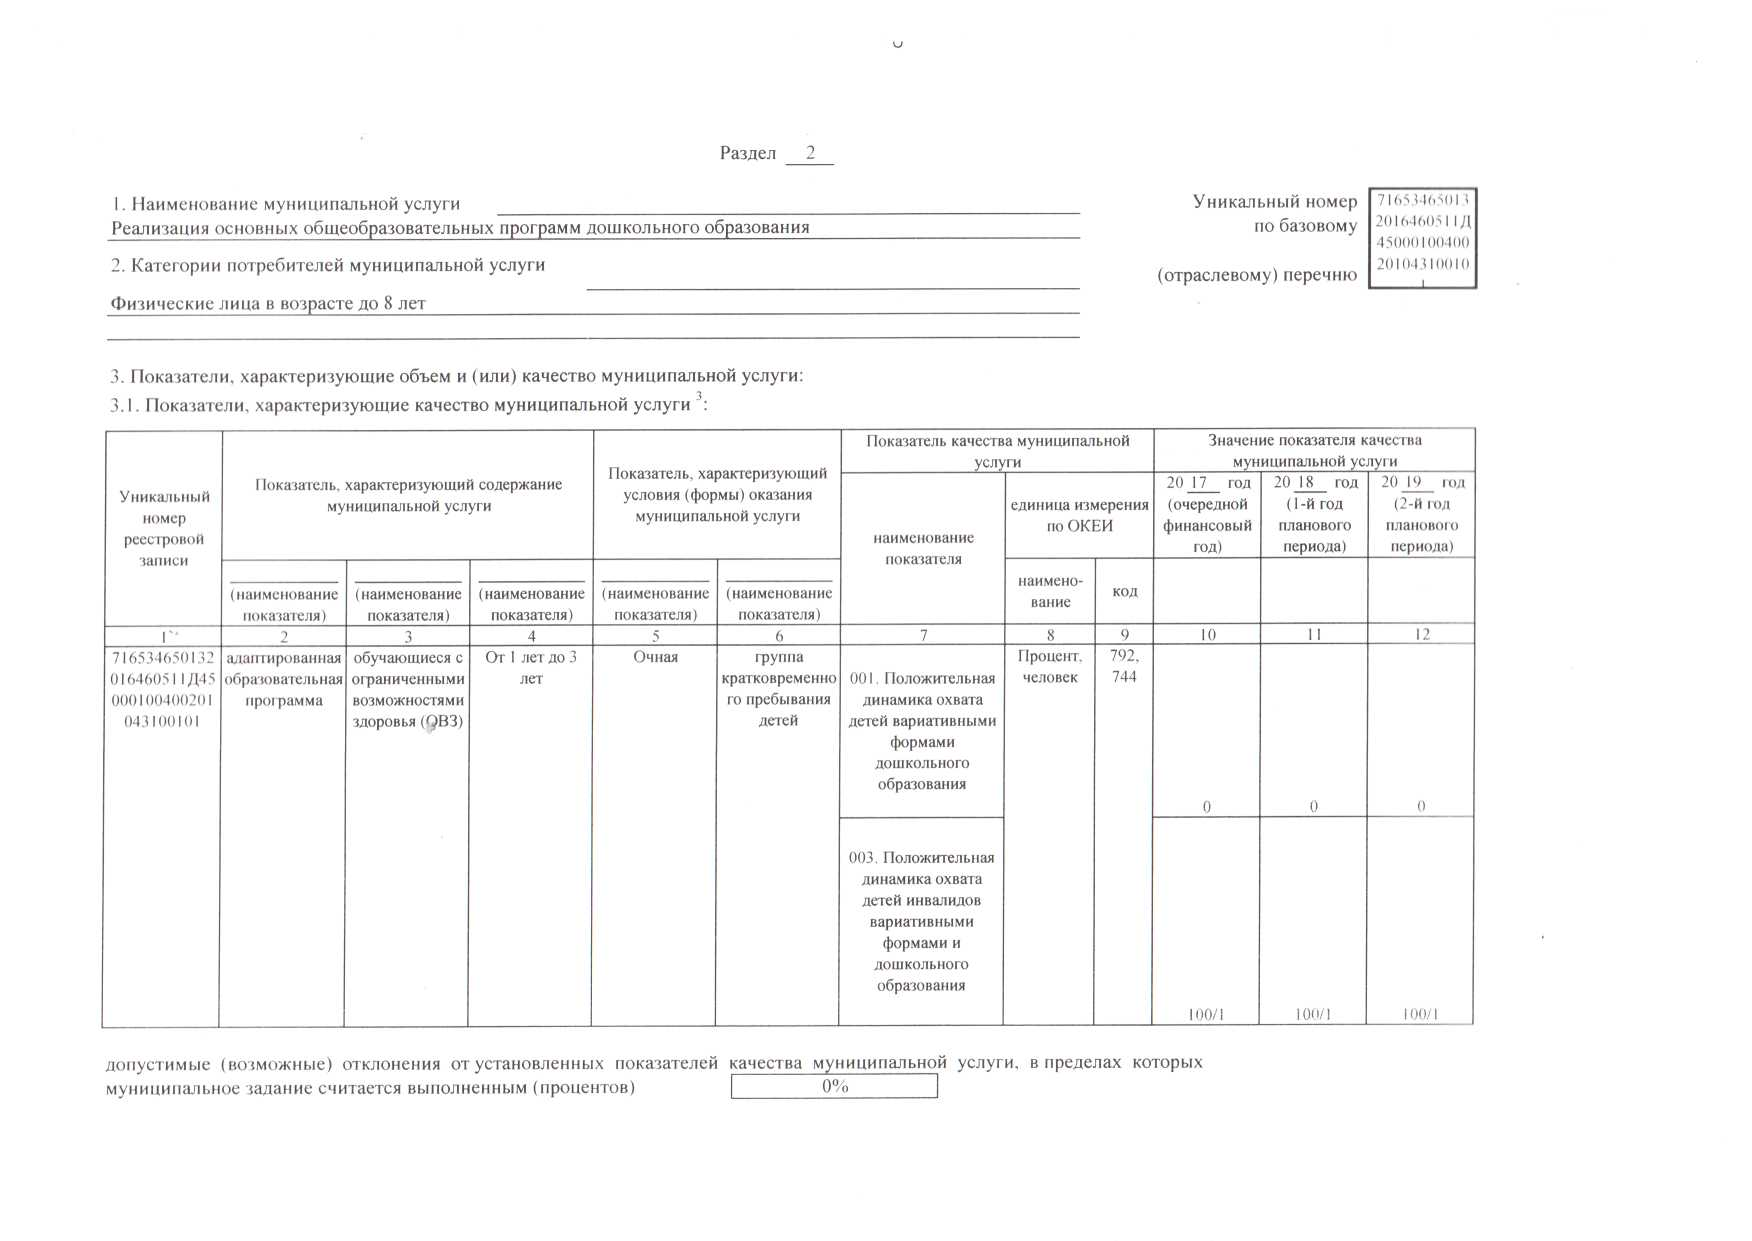 Раздел 2
1. Наименование муниципальной услуги
Реализация основных общеобразовательных программ дошкольного образования
2. Категории потребителей муниципальной услуги
Физические лица в возрасте до 8 лет
Уникальный номер
по базовому
(отраслевому) перечню
71653465013
2016460511Д
45000100400
20104310010
1
3. Показатели, характеризующие объем и (или) качество муниципальной услуги:
3.1. Показатели, характеризующие качество муниципальной услуги 3:
Уникальный
номер
реестровой
записи
Показатель, характеризующий содержание
муниципальной услуги
Показатель, характеризующий
условия (формы) оказания
муниципальной услуги
Показатель качества муниципальной
услуги
Значение показателя качества
муниципальной услуги
наименование
показателя
единица измерения
по ОКЕИ
20 17 год
(очередной
финансовый
год)
20 18 год
(1-й год
планового
периода)
20 19 год
(2-й год
планового
периода)
(наименование
показателя)
(наименование
показателя)
(наименование
показателя)
(наименование
показателя)
(наименование
показателя)
наимено-
вание
код
1 2 3 4 5 6 7 8 9 10 11 12
716534650132
016460511Д45
000100400201
043100101
адаптированная
образовательная
программа
обучающиеся с
ограниченными
возможностями
здоровья (ОВЗ)
От 1 лет до 3
лет
Очная
группа
кратковременно
го пребывания
детей
001. Положительная
динамика охвата
детей вариативными
формами
дошкольного
образования
Процент,
человек
792,
744
0 0 0
003. Положительная
динамика охвата
детей инвалидов
вариативными
формами и
дошкольного
образования
100/1 100/1 100/1
допустимые (возможные) отклонения от установленных показателей качества муниципальной услуги, в пределах которых
муниципальное задание считается выполненным (процентов) 0%